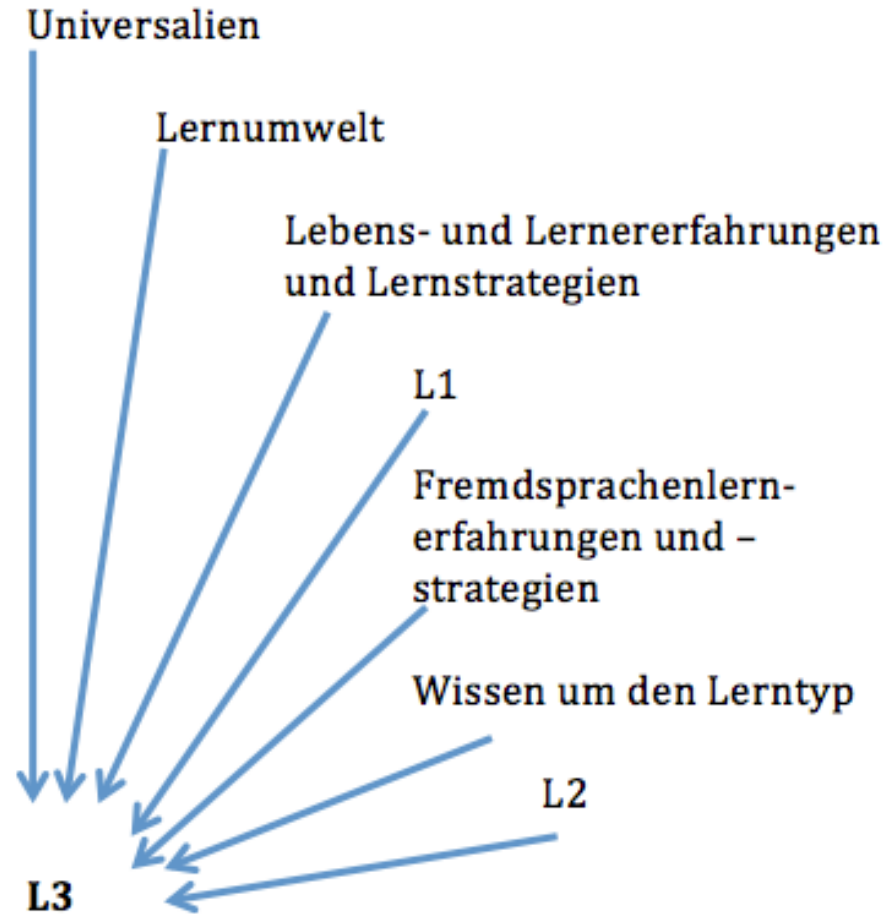 Universalien
Lernumwelt
Lebens- und Lernererfahrungen
und Lernstrategien
L1
Fremdsprachenlern-
erfahrungen und –
strategien
Wissen um den Lerntyp
L2
L3